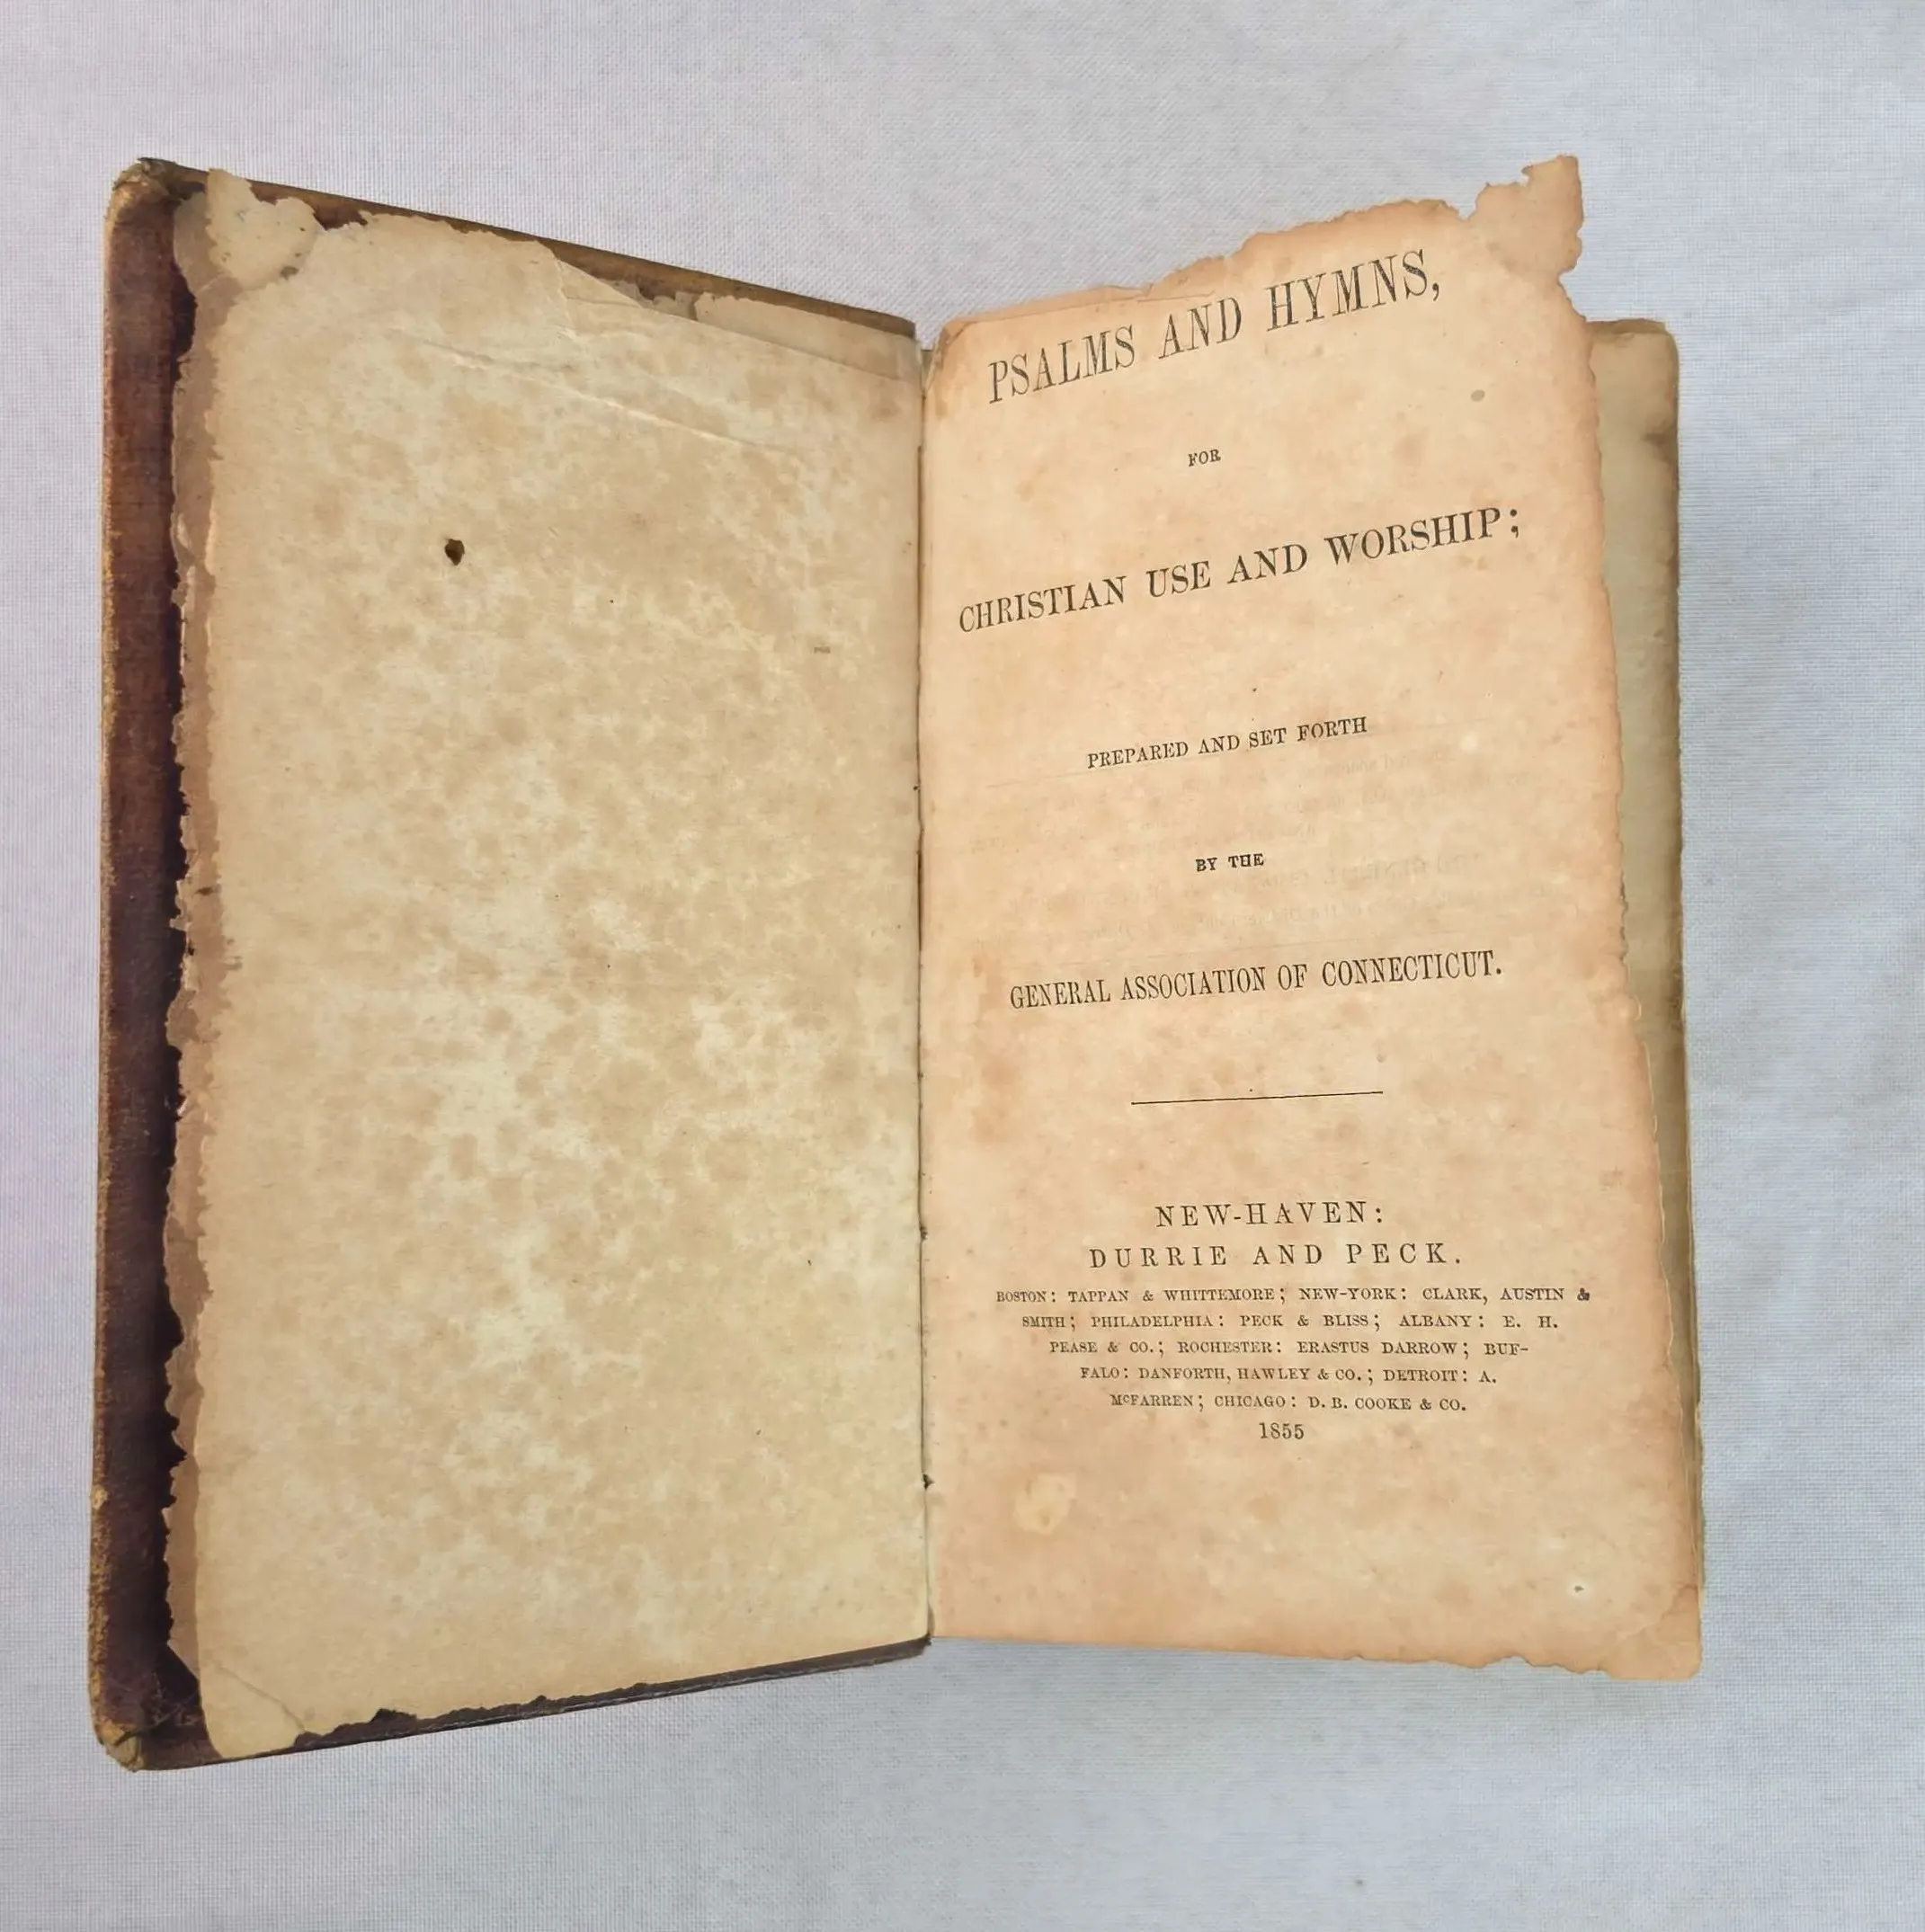 PSALMS AND HYMNS,
FOR
CHRISTIAN USE AND WORSHIP;
PREPARED AND SET FORTH
BY THE
GENERAL ASSOCIATION OF CONNECTICUT.
NEW-HAVEN:
DURRIE AND PECK.
BOSTON: TAPPAN & WHITTEMORE; NEW-YORK: CLARK, AUSTIN &
SMITH; PHILADELPHIA: PECK & BLISS; ALBANY: E. H.
PEASE & CO.; ROCHESTER: ERASTUS DARROW; BUF-
FALO: DANFORTH, HAWLEY & CO.; DETROIT: A.
McFARREN; CHICAGO: D. B. COOKE & CO.
1855